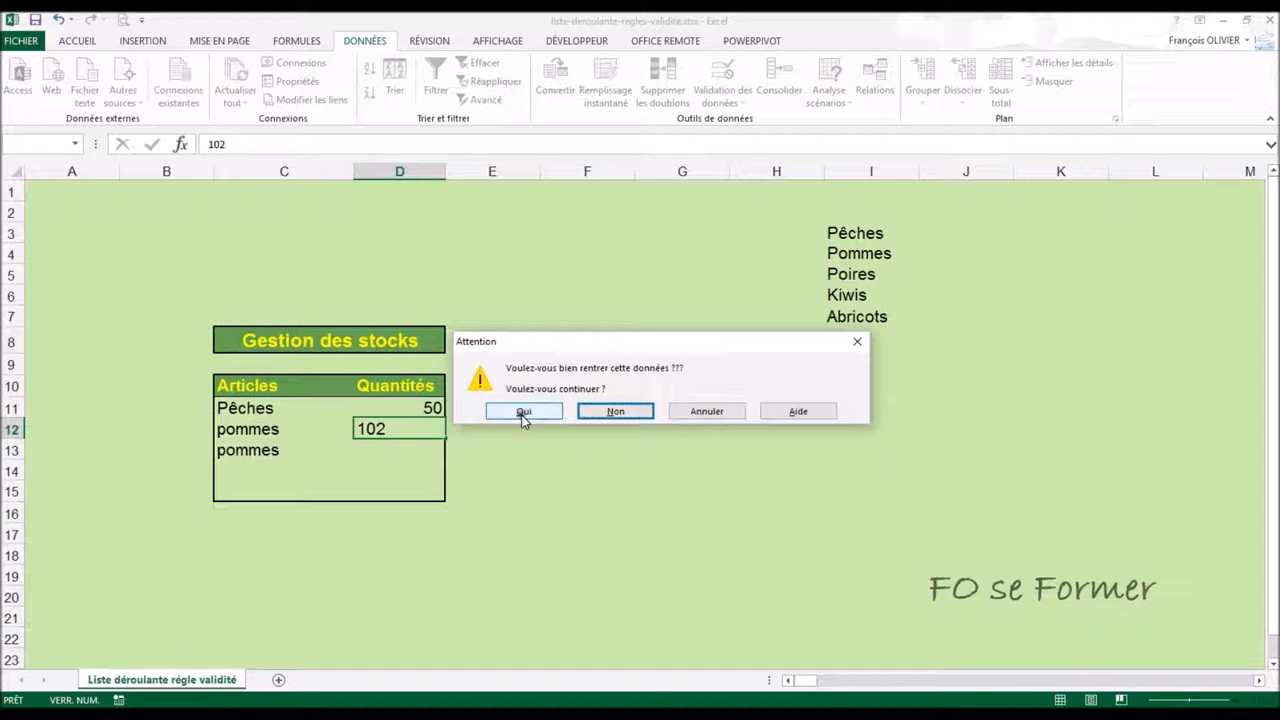 liste-deroulante-regles-validite.xlsx - Excel
FICHIER ACCUEIL INSERTION MISE EN PAGE FORMULES DONNÉES RÉVISION AFFICHAGE DÉVELOPPEUR OFFICE REMOTE POWERPIVOT François OLIVIER
Access
Web
Fichier texte
Autres sources
Connexions existantes
Données externes
Actualiser tout
Connexions
Propriétés
Modifier les liens
Connexions
Trier
Filtrer
Effacer
Réappliquer
Avancé
Trier et filtrer
Convertir
Remplissage instantané
Supprimer les doublons
Validation des données
Consolider
Analyse scénarios
Relations
Outils de données
Grouper
Dissocier
Sous-total
Afficher les détails
Masquer
Plan
fx 102
A B C D E F G H I J K L M
1
2
3 Pêches
4 Pommes
5 Poires
6 Kiwis
7 Abricots
8 Gestion des stocks
9
10 Articles Quantités
11 Pêches 50
12 pommes 102
13 pommes
14
15
16
17
18
19
20
21
22
23
Attention
Voulez-vous bien rentrer cette données ???
Voulez-vous continuer ?
Oui Non Annuler Aide
FO se Former
Liste déroulante régle validité
PRÊT VERR. NUM.